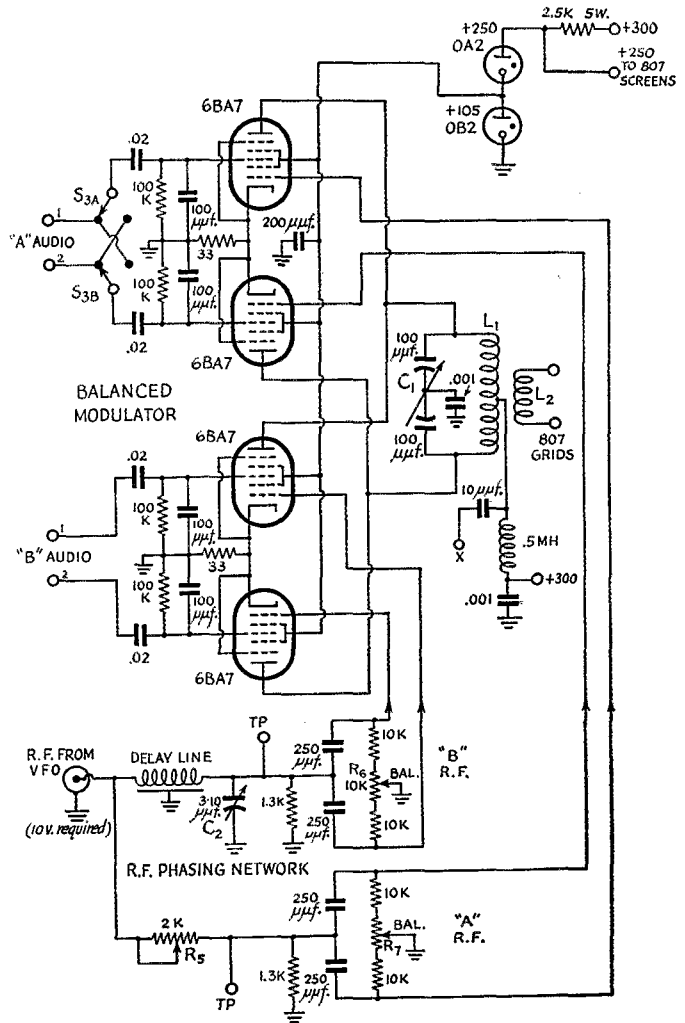 2.5K 5W.
+250
+300
OA2
+250
TO 807
SCREENS
+105
OB2
6BA7
.02
S3A
100
K
100
μμf.
200 μμf.
"A" AUDIO
1
2
33
S3B
100
K
100
μμf.
.02
6BA7
L1
100
μμf.
C1
.001
L2
100
μμf.
807
GRIDS
BALANCED
MODULATOR
6BA7
.02
10 μμf.
100
K
100
μμf.
X
.5MH
"B" AUDIO
1
2
33
+300
100
K
100
μμf.
.001
.02
6BA7
TP
R.F. FROM
VFO
DELAY LINE
250
μμf.
10K
"B"
R.F.
R6
10K
BAL.
(10v. required)
3-10
μμf.
C2
1.3K
250
μμf.
10K
R.F. PHASING NETWORK
250
μμf.
10K
"A"
R.F.
2K
R5
BAL.
R7
TP
1.3K
250
μμf.
10K